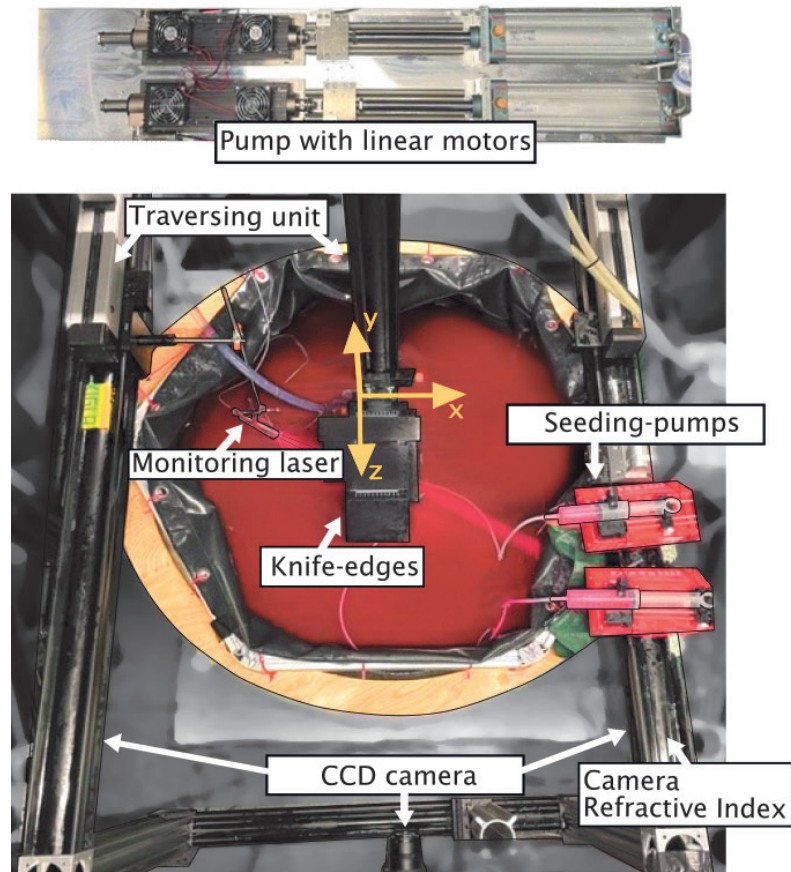 Pump with linear motors
Traversing unit
y
x
Seeding-pumps
Monitoring laser
z
Knife-edges
CCD camera
Camera
Refractive Index